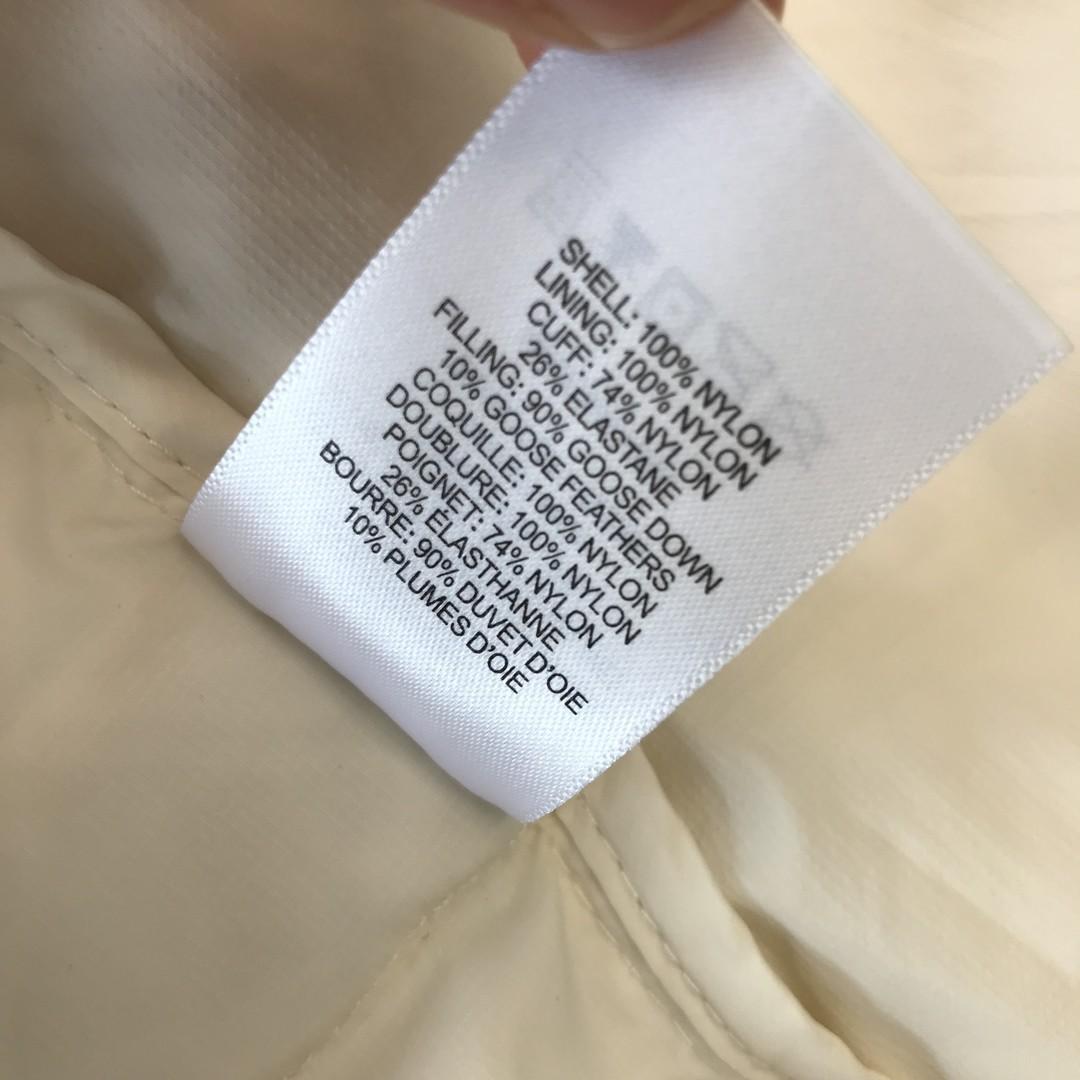 SHELL: 100% NYLON
LINING: 100% NYLON
CUFF: 74% NYLON
26% ELASTANE
FILLING: 90% GOOSE DOWN
10% GOOSE FEATHERS
COQUILLE: 100% NYLON
DOUBLURE: 100% NYLON
POIGNET: 74% NYLON
26% ELASTHANNE
BOURRE: 90% DUVET D'OIE
10% PLUMES D'OIE